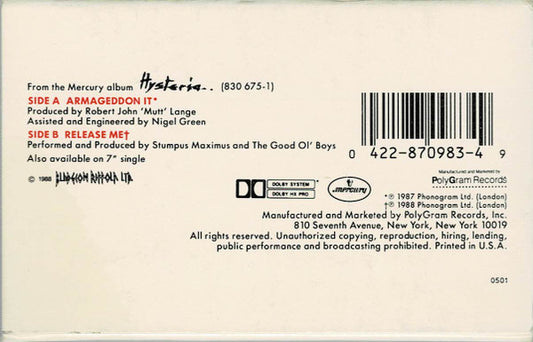 From the Mercury album Hysteria.. (830 675-1)
SIDE A ARMAGEDDON IT*
Produced by Robert John 'Mutt' Lange
Assisted and Engineered by Nigel Green
SIDE B RELEASE ME†
Performed and Produced by Stumpus Maximus and The Good Ol' Boys
Also available on 7" single
© 1988 BLUDGEON RIFFOLA LTD.
0 422-870983-4 9
Manufactured and Marketed by
PolyGram Records
DOLBY SYSTEM
DOLBY HX PRO
mercury
*℗ 1987 Phonogram Ltd. (London)
†℗ 1988 Phonogram Ltd. (London)
Manufactured and Marketed by PolyGram Records, Inc.
810 Seventh Avenue, New York, New York 10019
All rights reserved. Unauthorized copying, reproduction, hiring, lending,
public performance and broadcasting prohibited. Printed in U.S.A.
0501